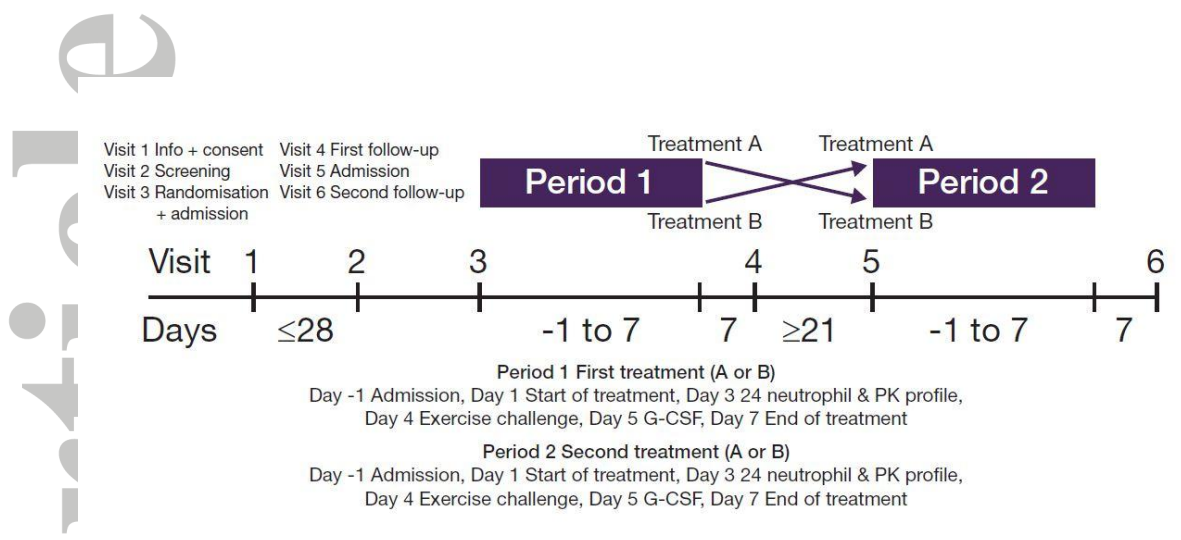 Visit 1 Info + consent
Visit 2 Screening
Visit 3 Randomisation
+ admission
Visit 4 First follow-up
Visit 5 Admission
Visit 6 Second follow-up
Treatment A
Treatment A
Period 1
Period 2
Treatment B
Treatment B
Visit 1 2 3 4 5 6
Days ≤28 -1 to 7 7 ≥21 -1 to 7 7
Period 1 First treatment (A or B)
Day -1 Admission, Day 1 Start of treatment, Day 3 24 neutrophil & PK profile,
Day 4 Exercise challenge, Day 5 G-CSF, Day 7 End of treatment
Period 2 Second treatment (A or B)
Day -1 Admission, Day 1 Start of treatment, Day 3 24 neutrophil & PK profile,
Day 4 Exercise challenge, Day 5 G-CSF, Day 7 End of treatment